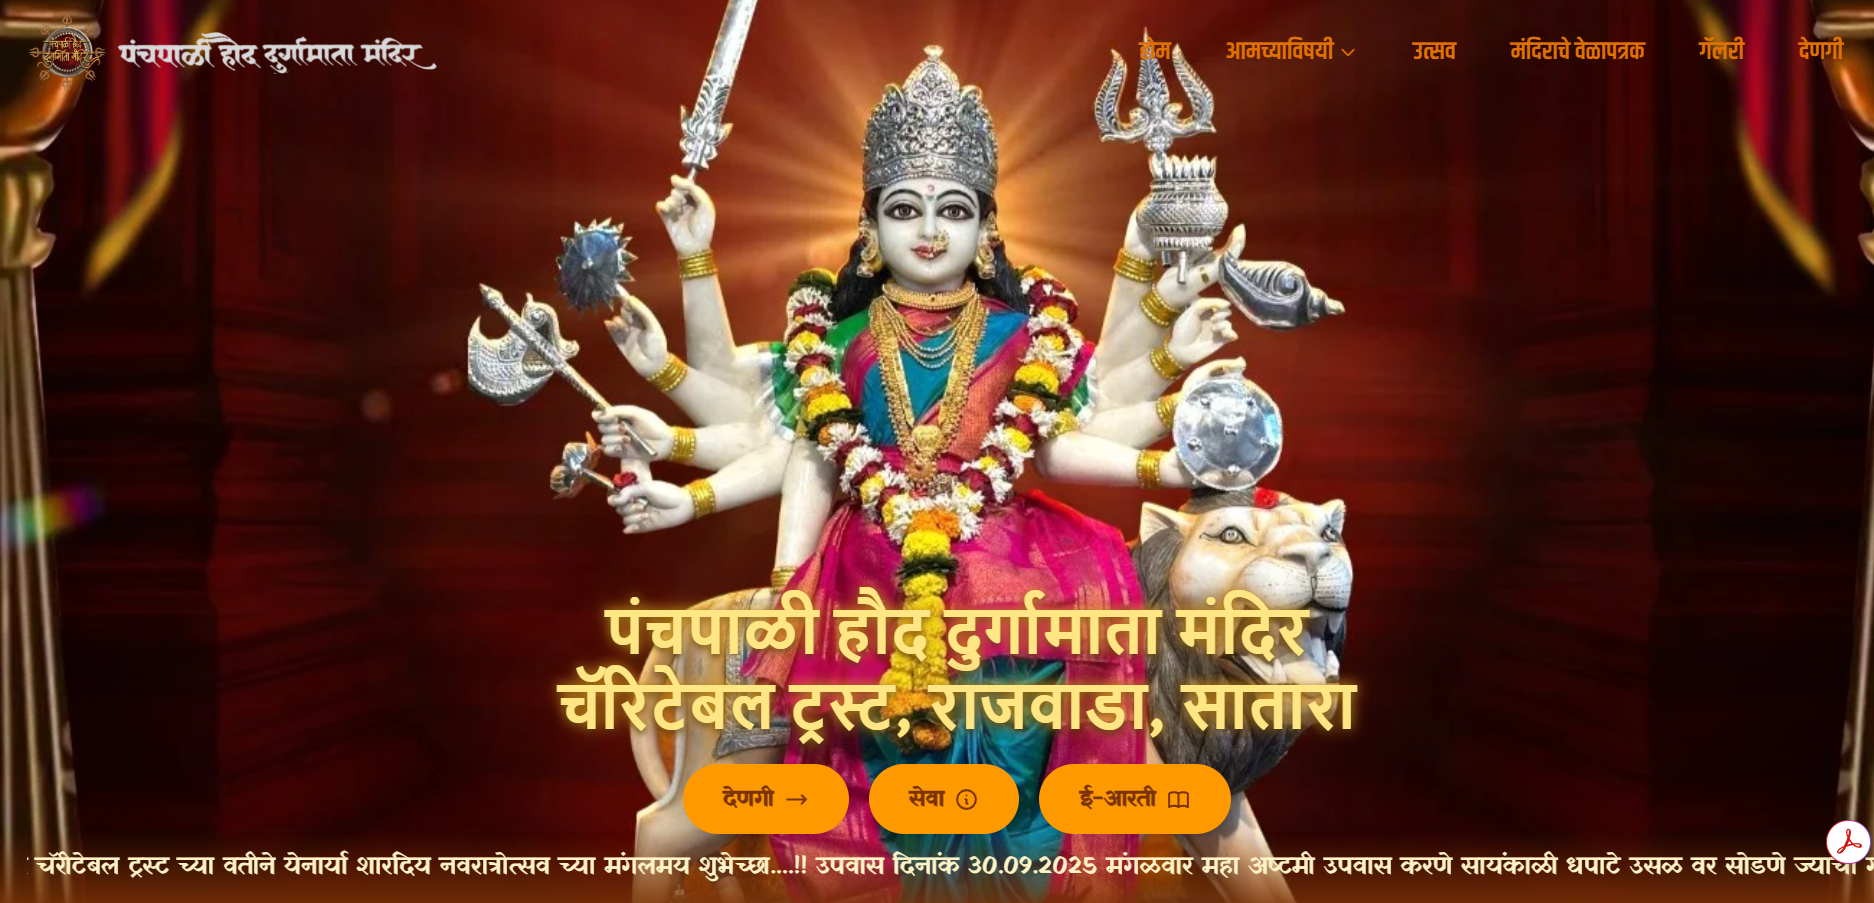 पंचपाळी हौद दुर्गामाता मंदिर
होम
आमच्याविषयी
उत्सव
मंदिराचे वेळापत्रक
गॅलरी
देणगी
पंचपाळी हौद दुर्गामाता मंदिर
चॅरिटेबल ट्रस्ट, राजवाडा, सातारा
देणगी
सेवा
ई-आरती
चॅरीटेबल ट्रस्ट च्या वतीने येनार्या शारदिय नवरात्रोत्सव च्या मंगलमय शुभेच्छा....!! उपवास दिनांक 30.09.2025 मंगळवार महा अष्टमी उपवास करणे सायंकाळी धपाटे उसळ वर सोडणे ज्यांचा